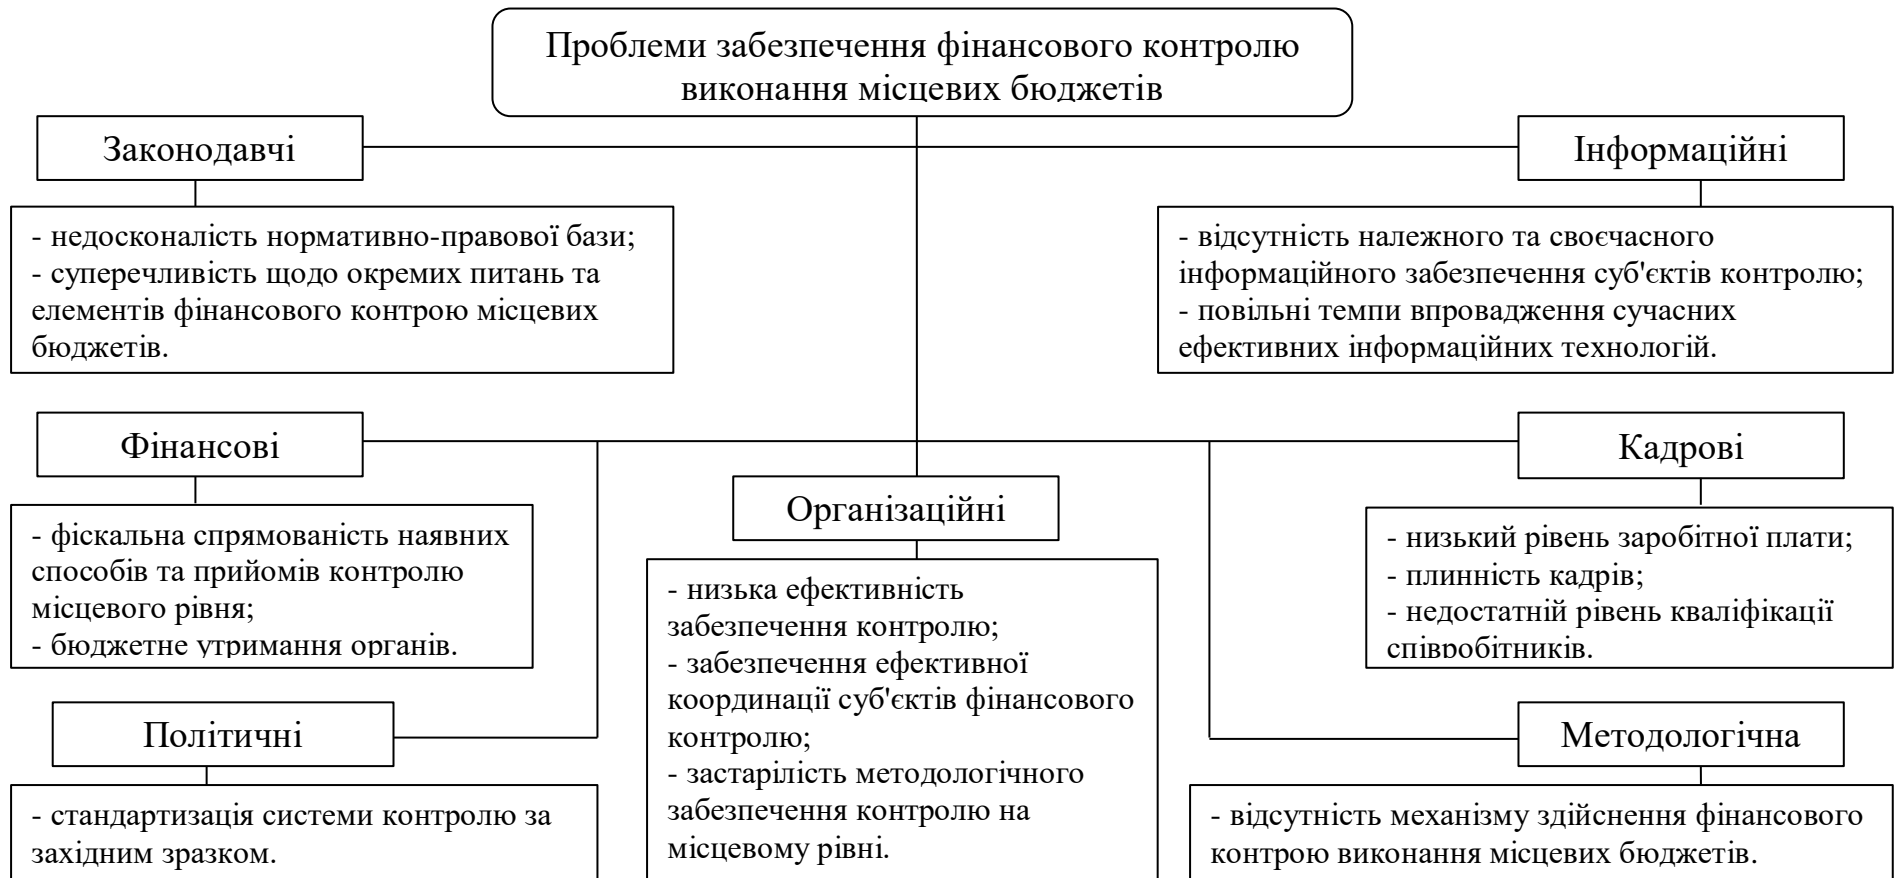 Проблеми забезпечення фінансового контролю
виконання місцевих бюджетів
Законодавчі
- недосконалість нормативно-правової бази;
- суперечливість щодо окремих питань та
елементів фінансового контрою місцевих
бюджетів.
Інформаційні
- відсутність належного та своєчасного
інформаційного забезпечення суб'єктів контролю;
- повільні темпи впровадження сучасних
ефективних інформаційних технологій.
Фінансові
- фіскальна спрямованість наявних
способів та прийомів контролю
місцевого рівня;
- бюджетне утримання органів.
Організаційні
- низька ефективність
забезпечення контролю;
- забезпечення ефективної
координації суб'єктів фінансового
контролю;
- застарілість методологічного
забезпечення контролю на
місцевому рівні.
Кадрові
- низький рівень заробітної плати;
- плинність кадрів;
- недостатній рівень кваліфікації
співробітників.
Політичні
- стандартизація системи контролю за
західним зразком.
Методологічна
- відсутність механізму здійснення фінансового
контрою виконання місцевих бюджетів.